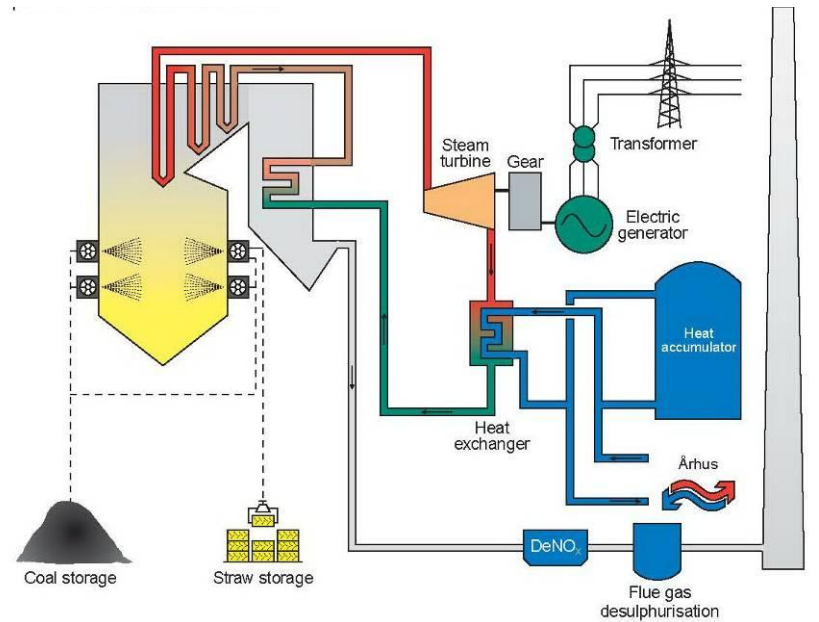 Steam
turbine
Gear
Transformer
Electric
generator
Heat
accumulator
Heat
exchanger
Århus
Coal storage
Straw storage
DeNOx
Flue gas
desulphurisation